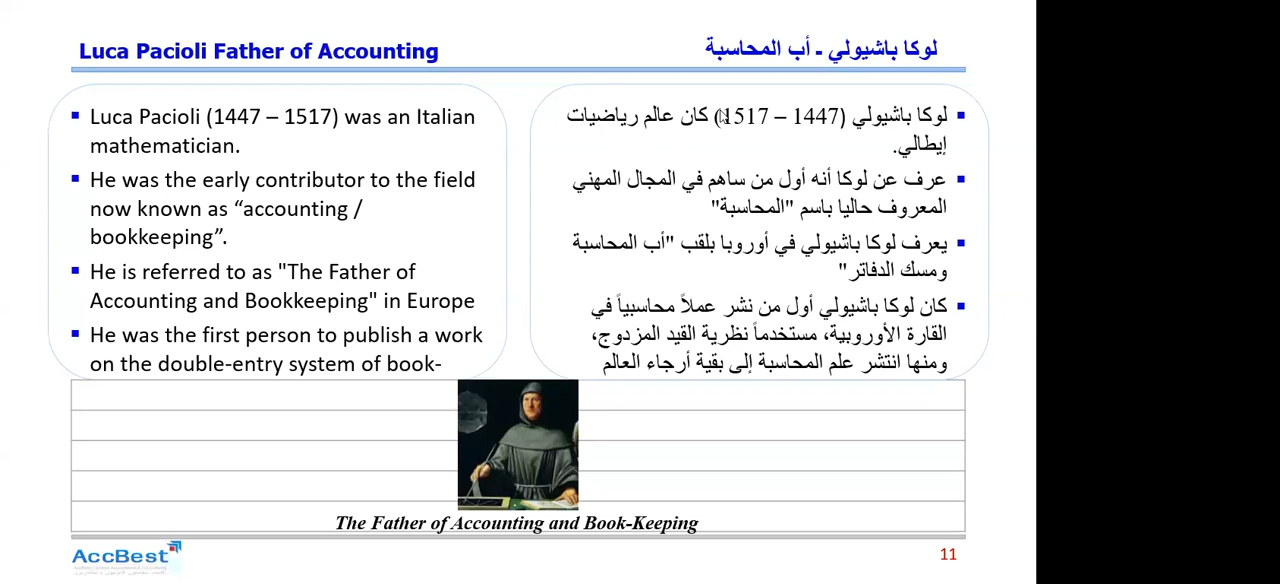 Luca Pacioli Father of Accounting
لوكا باشيولي - أب المحاسبة
Luca Pacioli (1447 – 1517) was an Italian
mathematician.
He was the early contributor to the field
now known as “accounting /
bookkeeping”.
He is referred to as "The Father of
Accounting and Bookkeeping" in Europe
He was the first person to publish a work
on the double-entry system of book-
لوكا باشيولي (1447 – 1517) كان عالم رياضيات
إيطالي.
عرف عن لوكا أنه أول من ساهم في المجال المهني
المعروف حاليا باسم "المحاسبة"
يعرف لوكا باشيولي في أوروبا بلقب "أب المحاسبة
ومسك الدفاتر"
كان لوكا باشيولي أول من نشر عملاً محاسبياً في
القارة الأوروبية، مستخدماً نظرية القيد المزدوج،
ومنها انتشر علم المحاسبة إلى بقية أرجاء العالم
The Father of Accounting and Book-Keeping
AccBest
11